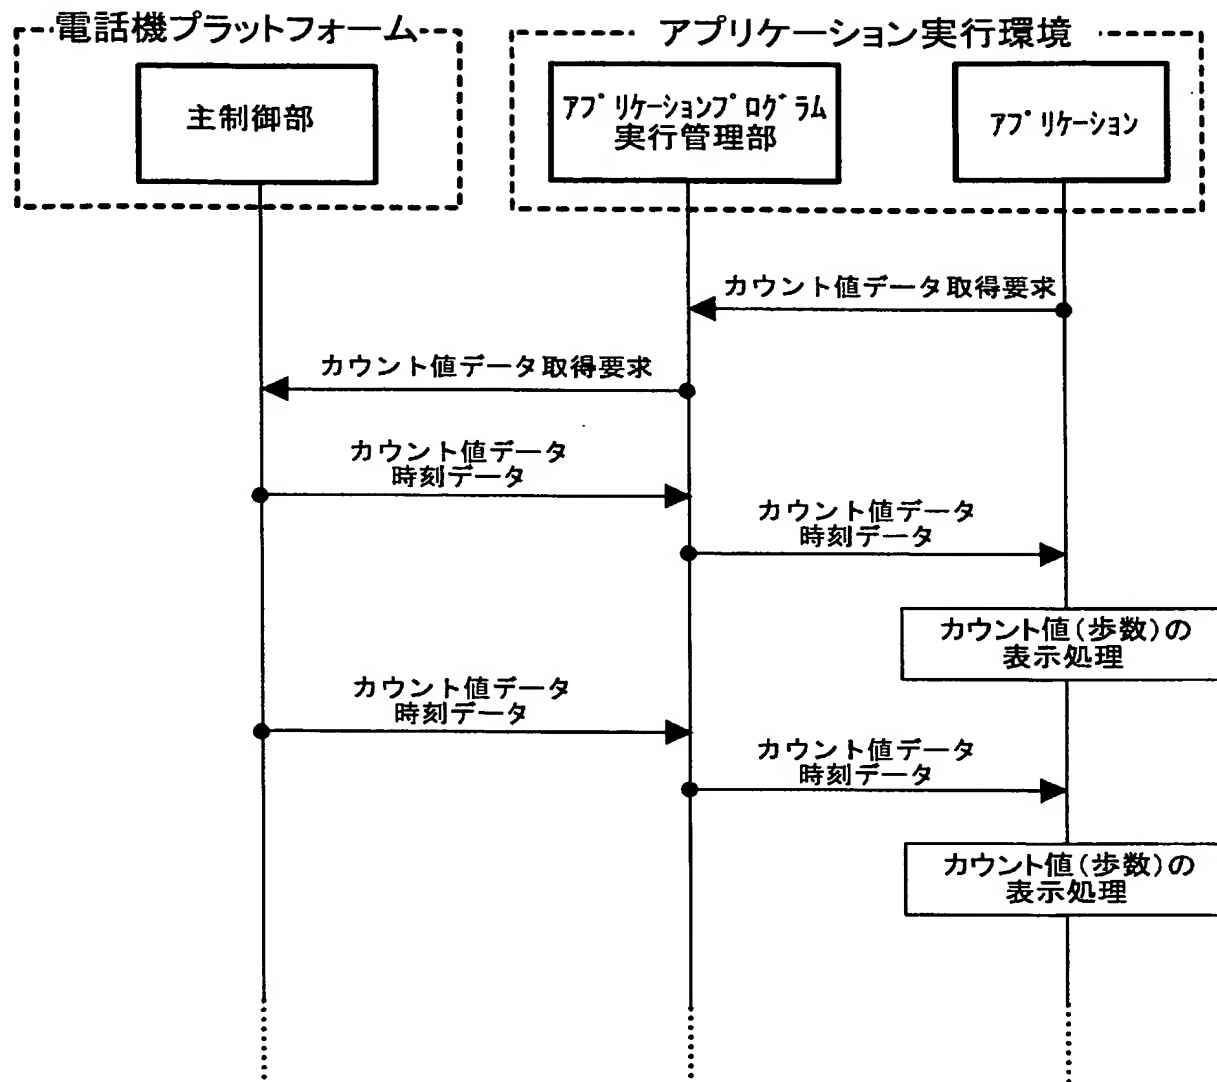 電話機プラットフォーム
アプリケーション実行環境
主制御部
アプリケーションプログラム
実行管理部
アプリケーション
カウント値データ取得要求
カウント値データ取得要求
カウント値データ
時刻データ
カウント値データ
時刻データ
カウント値(歩数)の
表示処理
カウント値データ
時刻データ
カウント値データ
時刻データ
カウント値(歩数)の
表示処理